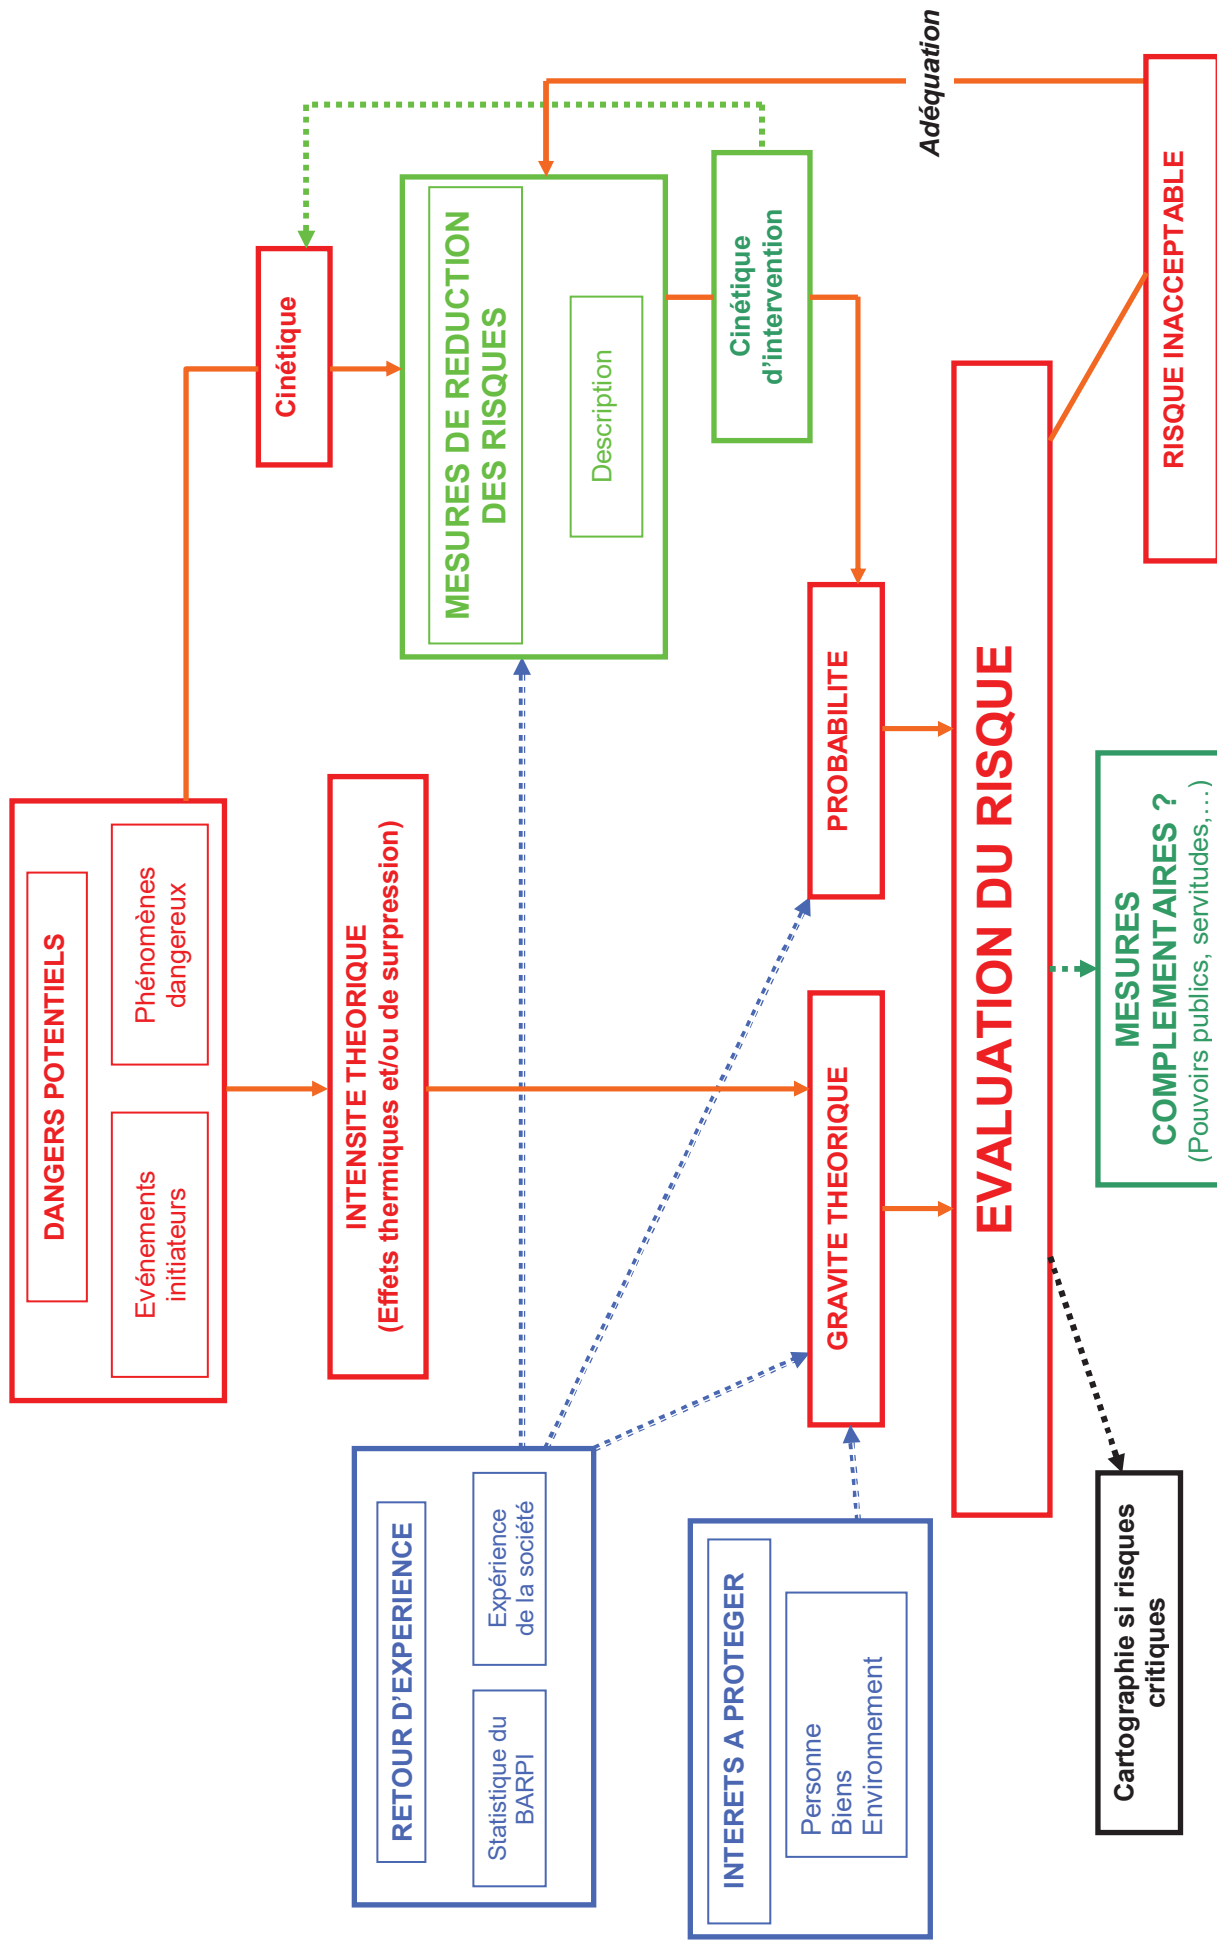 DANGERS POTENTIELS
Evénements
initiateurs
Phénomènes
dangereux
Cinétique
INTENSITE THEORIQUE
(Effets thermiques et/ou de surpression)
RETOUR D'EXPERIENCE
Statistique du
BARPI
Expérience
de la société
MESURES DE REDUCTION
DES RISQUES
Description
Cinétique
d'intervention
INTERETS A PROTEGER
Personne
Biens
Environnement
GRAVITE THEORIQUE
PROBABILITE
Adéquation
EVALUATION DU RISQUE
Cartographie si risques
critiques
MESURES
COMPLEMENTAIRES ?
(Pouvoirs publics, servitudes,…)
RISQUE INACCEPTABLE